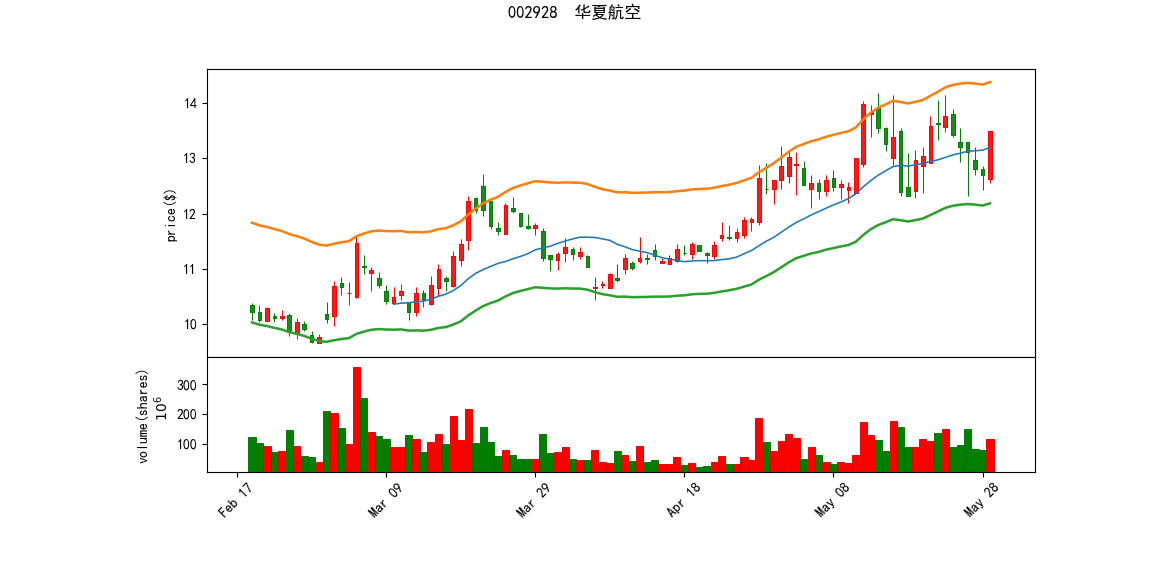 002928 华夏航空
price($)
14
13
12
11
10
volume(shares)
10^6
300
200
100
Feb 17
Mar 09
Mar 29
Apr 18
May 08
May 28